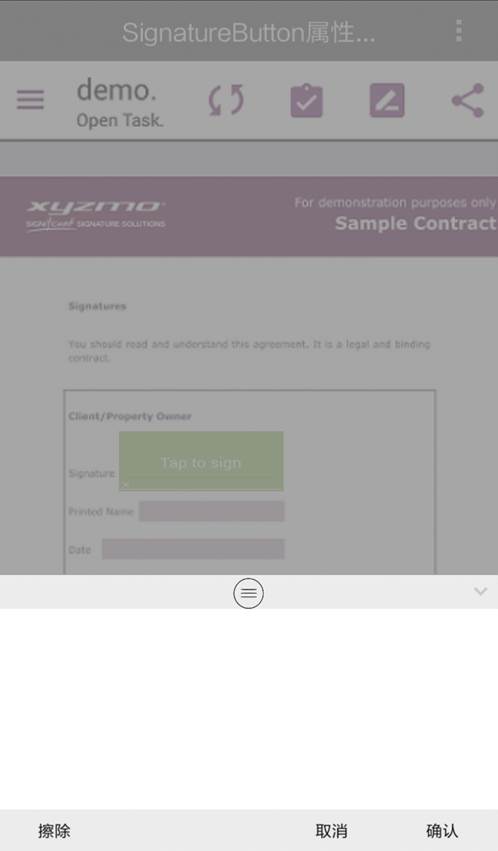 SignatureButton属性...
demo.
Open Task.
xyzmo
SIGNificant SIGNATURE SOLUTIONS
For demonstration purposes only
Sample Contract
Signatures
You should read and understand this agreement. It is a legal and binding
contract.
Client/Property Owner
Tap to sign
Signature
Printed Name
Date
擦除
取消
确认